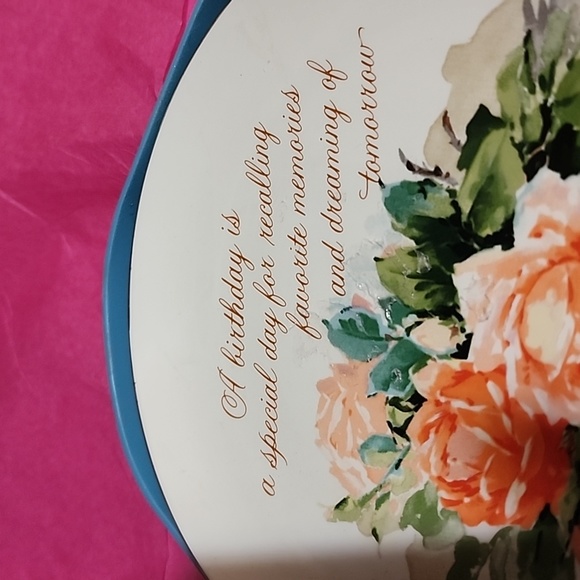 A birthday is
a special day for recalling
favorite memories
and dreaming of
tomorrow